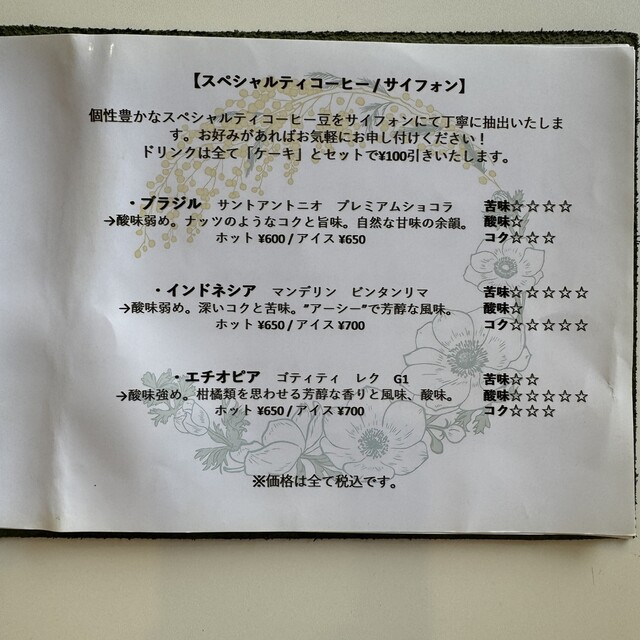 【スペシャルティコーヒー / サイフォン】
個性豊かなスペシャルティコーヒー豆をサイフォンにて丁寧に抽出いたしま
す。お好みがあればお気軽にお申し付けください！
ドリンクは全て「ケーキ」とセットで¥100引きいたします。
・ブラジル サントアントニオ プレミアムショコラ 苦味☆☆☆☆
→酸味弱め。ナッツのようなコクと旨味。自然な甘味の余韻。 酸味☆
ホット ¥600 / アイス ¥650 コク☆☆☆
・インドネシア マンデリン ビンタンリマ 苦味☆☆☆☆☆
→酸味弱め。深いコクと苦味。“アーシー”で芳醇な風味。 酸味☆
ホット ¥650 / アイス ¥700 コク☆☆☆☆☆
・エチオピア ゴティティ レク G1 苦味☆☆
→酸味強め。柑橘類を思わせる芳醇な香りと風味、酸味。 酸味☆☆☆☆☆
ホット ¥650 / アイス ¥700 コク☆☆☆
※価格は全て税込です。